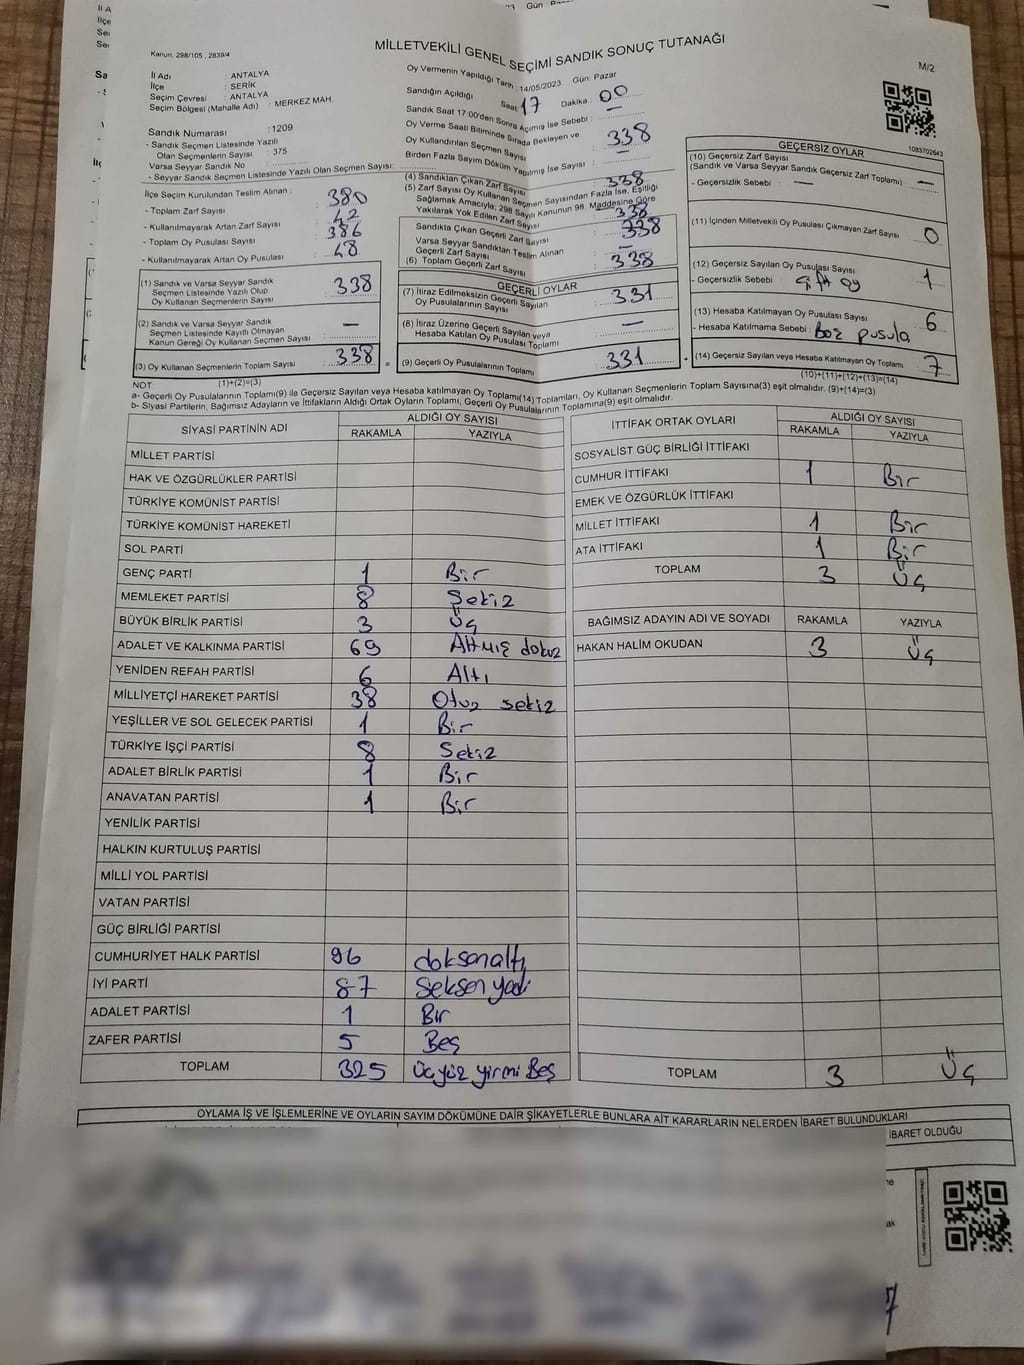 MİLLETVEKİLİ GENEL SEÇİMİ SANDIK SONUÇ TUTANAĞI
Kanun: 298/105, 2839/4
M/2
İl Adı : ANTALYA
İlçe : SERİK
Seçim Çevresi : ANTALYA
Seçim Bölgesi (Mahalle Adı) : MERKEZ MAH.
Sandık Numarası : 1209
- Sandık Seçmen Listesinde Yazılı
Olan Seçmenlerin Sayısı : 375
Varsa Seyyar Sandık No :
- Seyyar Sandık Seçmen Listesinde Yazılı Olan Seçmen Sayısı:
Oy Vermenin Yapıldığı Tarih : 14/05/2023 Gün: Pazar
Sandığın Açıldığı Saat : 17 Dakika : 00
Sandık Saat 17:00'den Sonra Açımış İse Sebebi : —
Oy Verme Saati Bitiminde Sırada Bekleyen ve
Oy Kullandırılan Seçmen Sayısı : 338
Birden Fazla Sayım Döküm Yapılmış İse Sayısı : —
İlçe Seçim Kurulundan Teslim Alınan ;
- Toplam Zarf Sayısı : 380
- Kullanılmayarak Artan Zarf Sayısı : 42
- Toplam Oy Pusulası Sayısı : 386
- Kullanılmayarak Artan Oy Pusulası : 48
(1) Sandık ve Varsa Seyyar Sandık
Seçmen Listesinde Yazılı Olup
Oy Kullanan Seçmenlerin Sayısı : 338
(2) Sandık ve Varsa Seyyar Sandık
Seçmen Listesinde Kayıtlı Olmayan
Kanun Gereği Oy Kullanan Seçmen Sayısı : —
(3) Oy Kullanan Seçmenlerin Toplam Sayısı : 338
(4) Sandıktan Çıkan Zarf Sayısı : 338
(5) Zarf Sayısı Oy Kullanan Seçmen Sayısından Fazla İse, Eşitliği
Sağlamak Amacıyla, 298 Sayılı Kanunun 98. Maddesine Göre
Yakılarak Yok Edilen Zarf Sayısı : 338
Sandıkta Çıkan Geçerli Zarf Sayısı : 338
Varsa Seyyar Sandıktan Teslim Alınan
Geçerli Zarf Sayısı : —
(6) Toplam Geçerli Zarf Sayısı : 338
GEÇERLİ OYLAR
(7) İtiraz Edilmeksizin Geçerli Sayılan
Oy Pusulalarının Sayısı : 331
(8) İtiraz Üzerine Geçerli Sayılan veya
Hesaba Katılan Oy Pusulası Toplamı : —
= (9) Geçerli Oy Pusulalarının Toplamı : 331
GEÇERSİZ OYLAR 1083702643
(10) Geçersiz Zarf Sayısı
(Sandık ve Varsa Seyyar Sandık Geçersiz Zarf Toplamı) : —
- Geçersizlik Sebebi : —
(11) İçinden Milletvekili Oy Pusulası Çıkmayan Zarf Sayısı : 0
(12) Geçersiz Sayılan Oy Pusulası Sayısı : 1
- Geçersizlik Sebebi : Çift oy
(13) Hesaba Katılmayan Oy Pusulası Sayısı : 6
- Hesaba Katılmama Sebebi : Boz pusula
+ (14) Geçersiz Sayılan veya Hesaba Katılmayan Oy Toplamı : 7
(10)+(11)+(12)+(13)=(14)
NOT (1)+(2)=(3)
a- Geçerli Oy Pusulasının Toplamı(9) ile Geçersiz Sayılan veya Hesaba katılmayan Oy Toplamı(14) Toplamları, Oy Kullanan Seçmenlerin Toplam Sayısına(3) eşit olmalıdır. (9)+(14)=(3)
b- Siyasi Partilerin, Bağımsız Adayların ve İttifakların Aldığı Ortak Oyların Toplamı, Geçerli Oy Pusulalarının Toplamına(9) eşit olmalıdır.
SİYASİ PARTİNİN ADI ALDIĞI OY SAYISI
RAKAMLA YAZIYLA
MİLLET PARTİSİ
HAK VE ÖZGÜRLÜKLER PARTİSİ
TÜRKİYE KOMÜNİST PARTİSİ
TÜRKİYE KOMÜNİST HAREKETİ
SOL PARTİ
GENÇ PARTİ 1 Bir
MEMLEKET PARTİSİ 8 Sekiz
BÜYÜK BİRLİK PARTİSİ 3 Üç
ADALET VE KALKINMA PARTİSİ 69 Altmış dokuz
YENİDEN REFAH PARTİSİ 6 Altı
MİLLİYETÇİ HAREKET PARTİSİ 38 Otuz sekiz
YEŞİLLER VE SOL GELECEK PARTİSİ 1 Bir
TÜRKİYE İŞÇİ PARTİSİ 8 Sekiz
ADALET BİRLİK PARTİSİ 1 Bir
ANAVATAN PARTİSİ 1 Bir
YENİLİK PARTİSİ
HALKIN KURTULUŞ PARTİSİ
MİLLİ YOL PARTİSİ
VATAN PARTİSİ
GÜÇ BİRLİĞİ PARTİSİ
CUMHURİYET HALK PARTİSİ 96 doksanaltı
İYİ PARTİ 87 Seksen yedi
ADALET PARTİSİ 1 Bir
ZAFER PARTİSİ 5 Beş
TOPLAM 325 Üçyüz yirmi Beş
İTTİFAK ORTAK OYLARI ALDIĞI OY SAYISI
RAKAMLA YAZIYLA
SOSYALİST GÜÇ BİRLİĞİ İTTİFAKI
CUMHUR İTTİFAKI 1 Bir
EMEK VE ÖZGÜRLÜK İTTİFAKI
MİLLET İTTİFAKI 1 Bir
ATA İTTİFAKI 1 Bir
TOPLAM 3 Üç
BAĞIMSIZ ADAYIN ADI VE SOYADI RAKAMLA YAZIYLA
HAKAN HALİM OKUDAN 3 Üç
TOPLAM 3 Üç
OYLAMA İŞ VE İŞLEMLERİNE VE OYLARIN SAYIM DÖKÜMÜNE DAİR ŞİKAYETLERLE BUNLARA AİT KARARLARIN NELERDEN İBARET BULUNDUKLARI
İBARET OLDUĞU